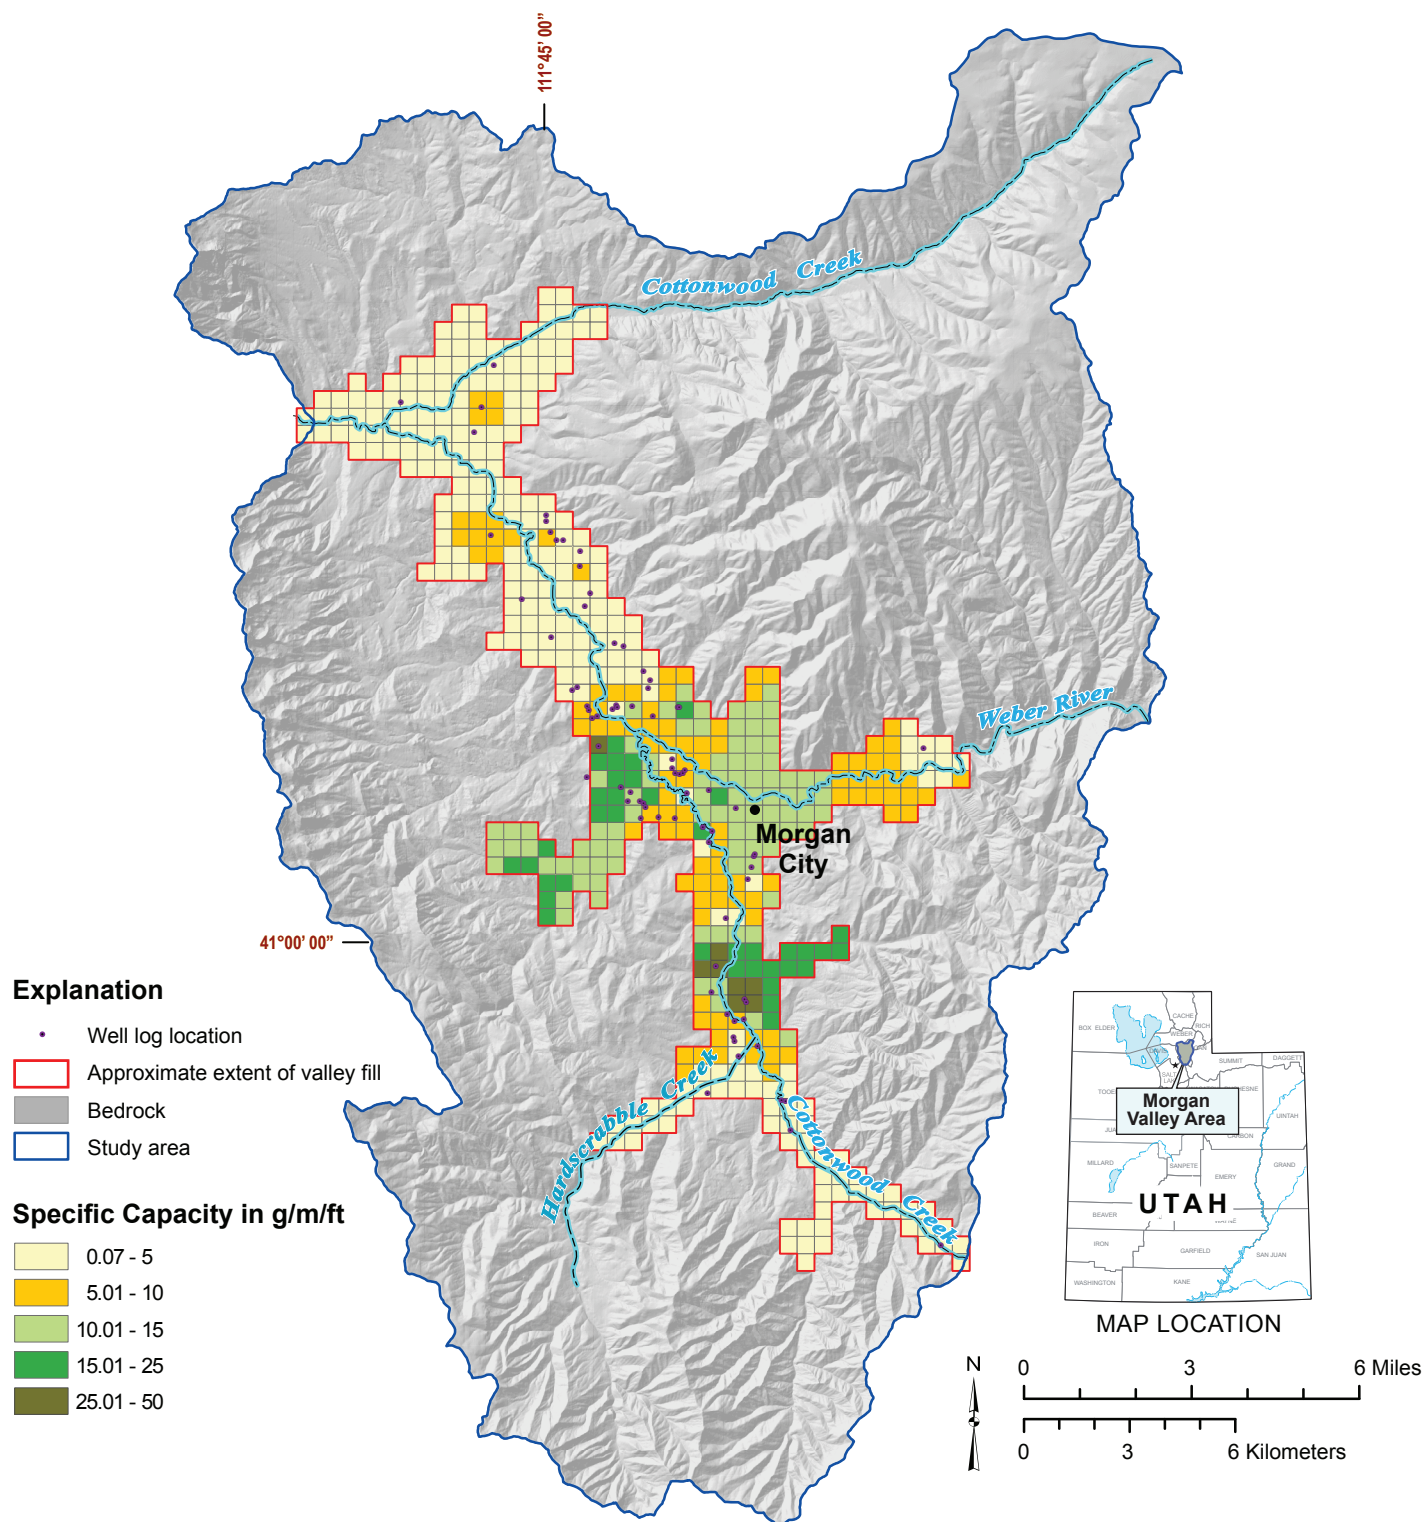 111°45' 00"
Cottonwood Creek
Weber River
Morgan
City
41°00' 00"
Hardscrabble Creek
Cottonwood Creek
Explanation
Well log location
Approximate extent of valley fill
Bedrock
Study area
Specific Capacity in g/m/ft
0.07 - 5
5.01 - 10
10.01 - 15
15.01 - 25
25.01 - 50
BOX ELDER
CACHE
RICH
WEBER
SUMMIT
DAGGETT
Morgan
Valley Area
UINTAH
CARBON
MILLARD
SANPETE
EMERY
GRAND
UTAH
BEAVER
IRON
GARFIELD
SAN JUAN
WASHINGTON
KANE
MAP LOCATION
N
0 3 6 Miles
0 3 6 Kilometers